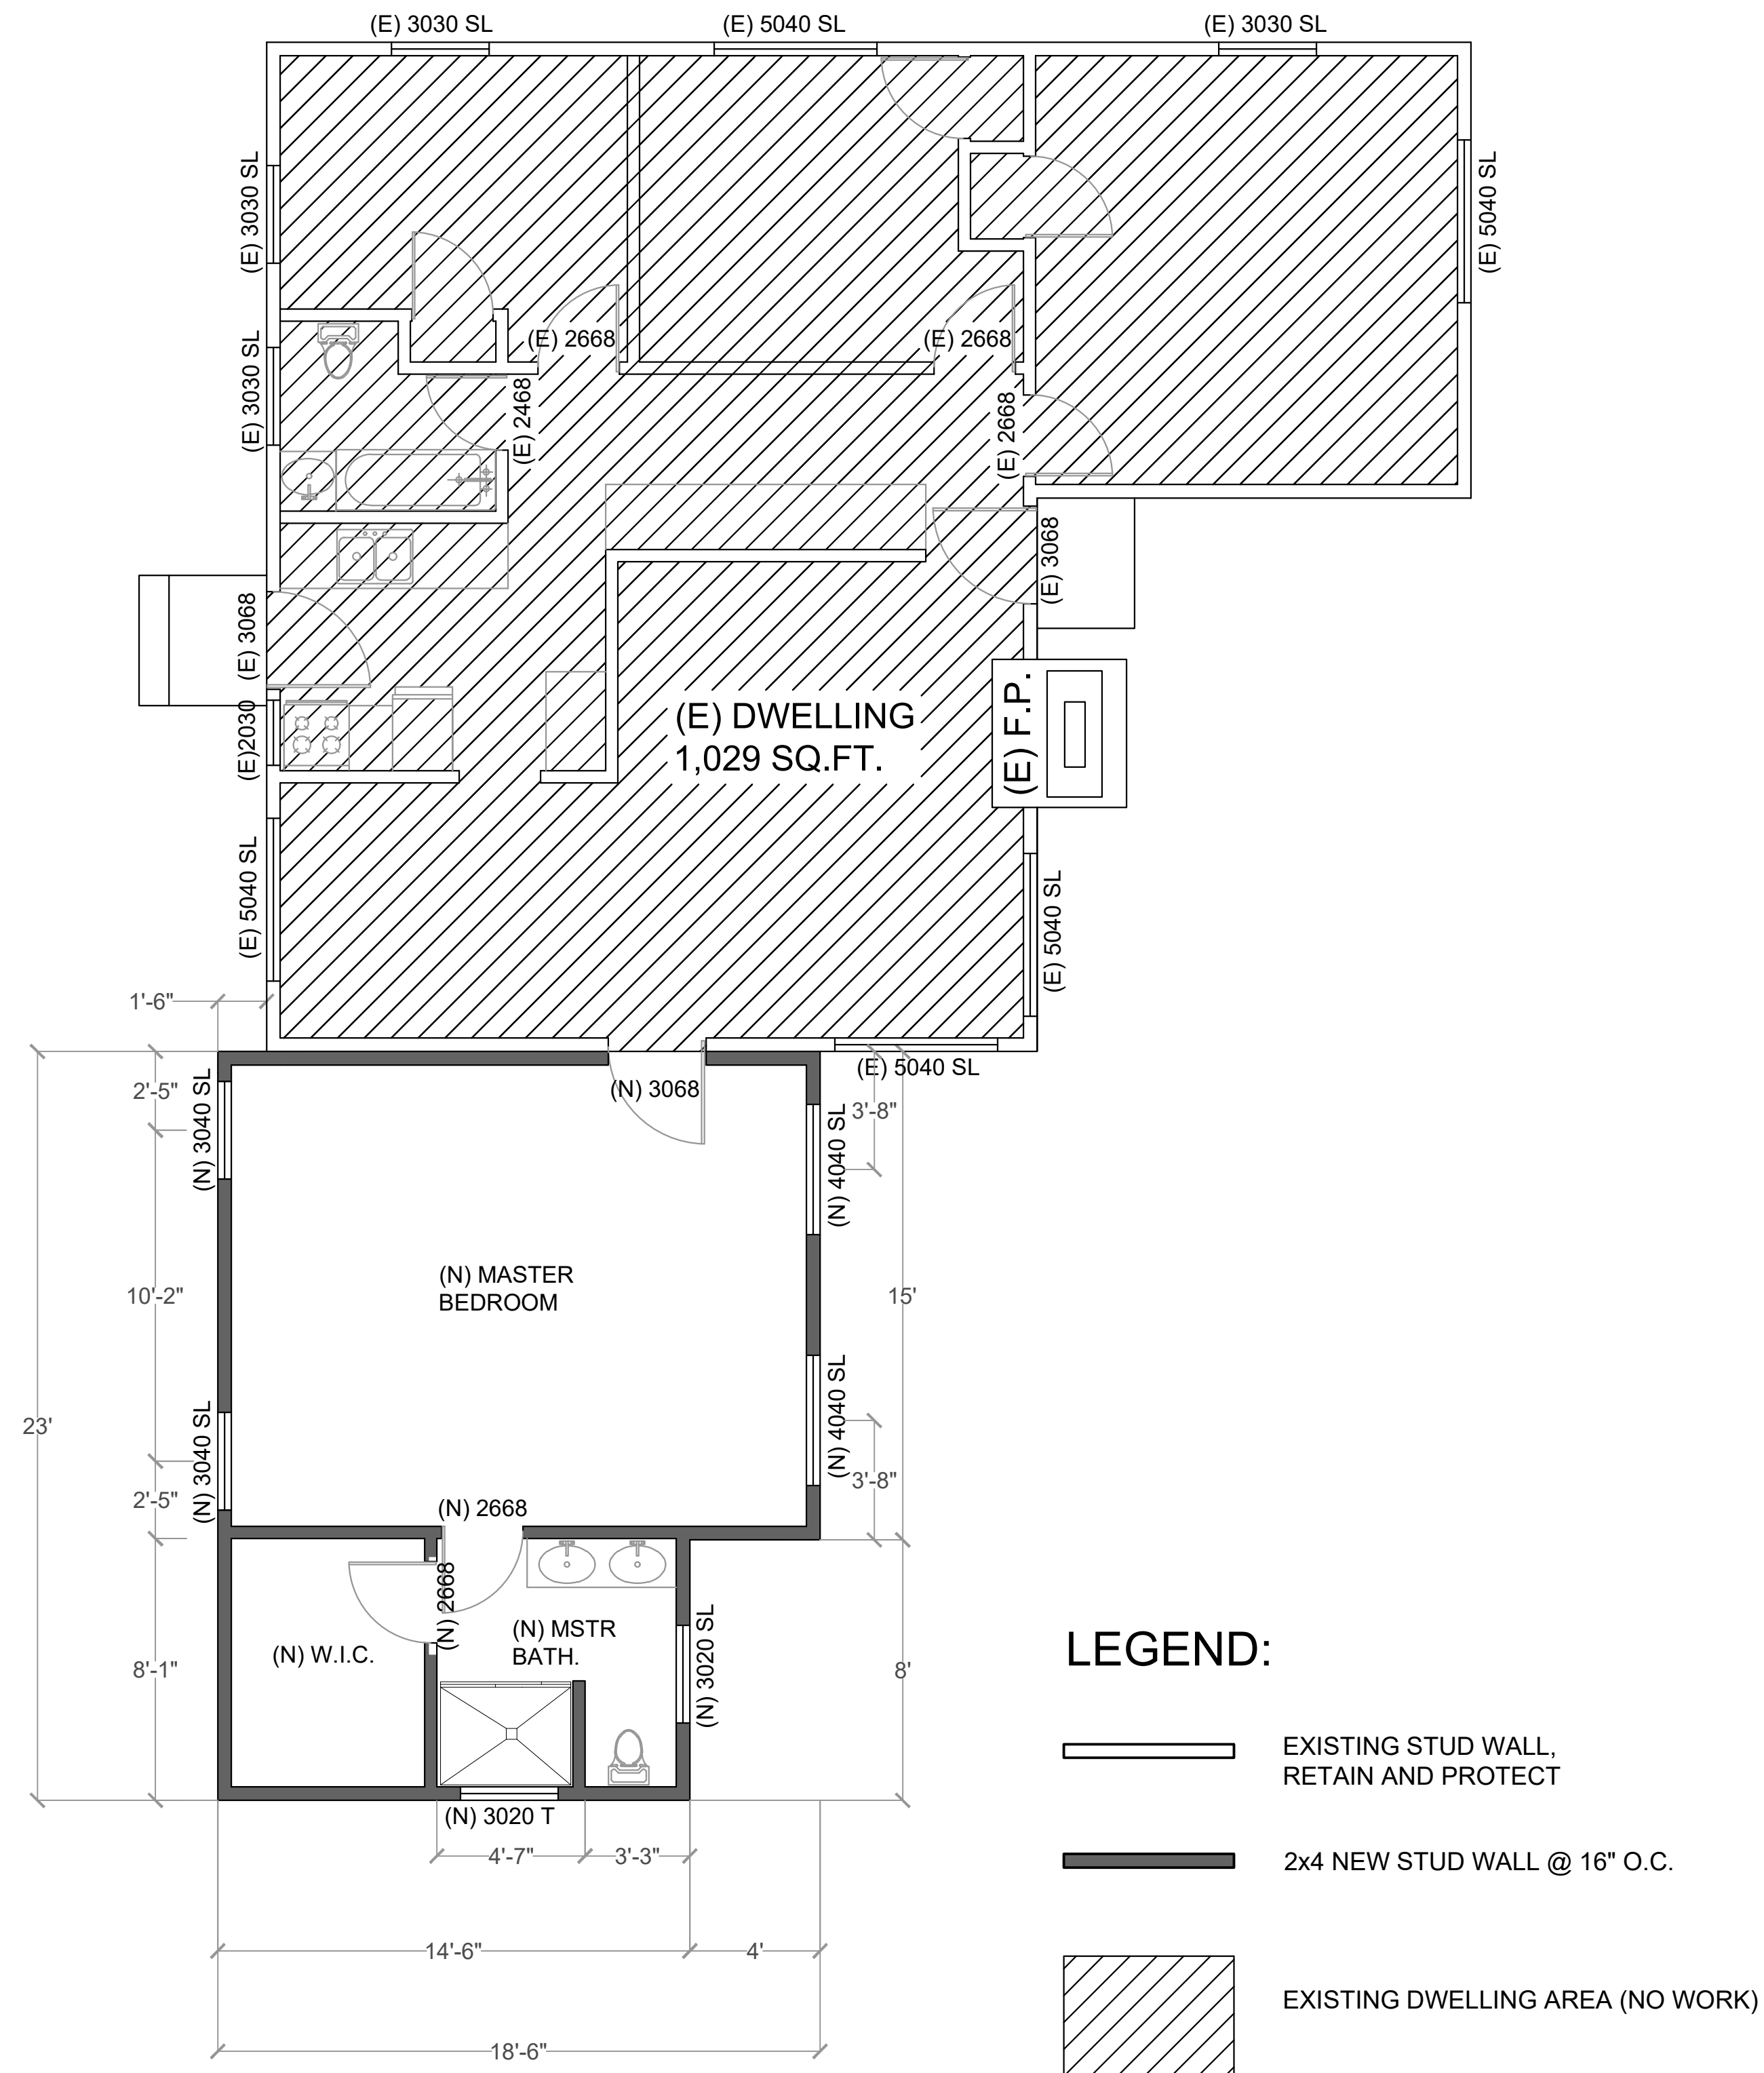 (E) 3030 SL
(E) 5040 SL
(E) 3030 SL
(E) 3030 SL
(E) 5040 SL
(E) 3030 SL
(E) 2668
(E) 2668
(E) 2468
(E) 2668
(E) 3068
(E) 3068
(E)2030
(E) DWELLING
1,029 SQ.FT.
(E) F.P.
(E) 5040 SL
(E) 5040 SL
1'-6"
(E) 5040 SL
2'-5"
(N) 3040 SL
(N) 3068
(N) 4040 SL
3'-8"
(N) MASTER
BEDROOM
10'-2"
15'
23'
(N) 3040 SL
(N) 4040 SL
2'-5"
3'-8"
(N) 2668
(N) 2668
(N) MSTR
BATH.
(N) W.I.C.
(N) 3020 SL
8'-1"
8'
(N) 3020 T
4'-7"
3'-3"
14'-6"
4'
18'-6"
LEGEND:
EXISTING STUD WALL,
RETAIN AND PROTECT
2x4 NEW STUD WALL @ 16" O.C.
EXISTING DWELLING AREA (NO WORK)